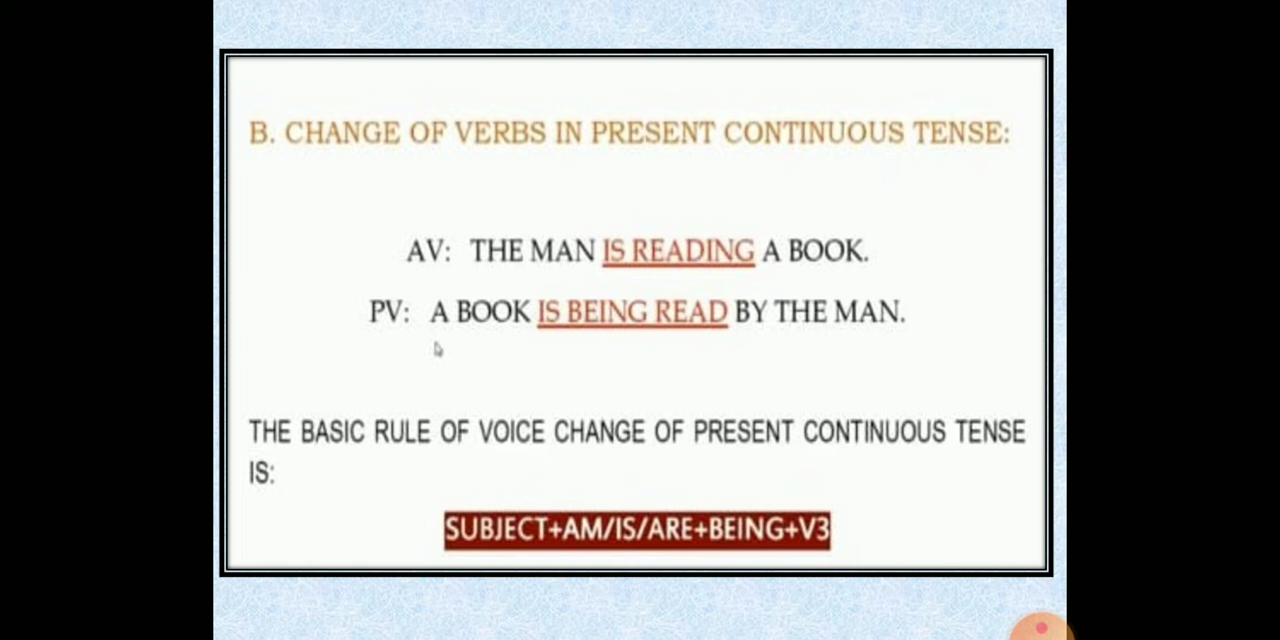 B. CHANGE OF VERBS IN PRESENT CONTINUOUS TENSE:
AV: THE MAN IS READING A BOOK.
PV: A BOOK IS BEING READ BY THE MAN.
THE BASIC RULE OF VOICE CHANGE OF PRESENT CONTINUOUS TENSE
IS:
SUBJECT+AM/IS/ARE+BEING+V3